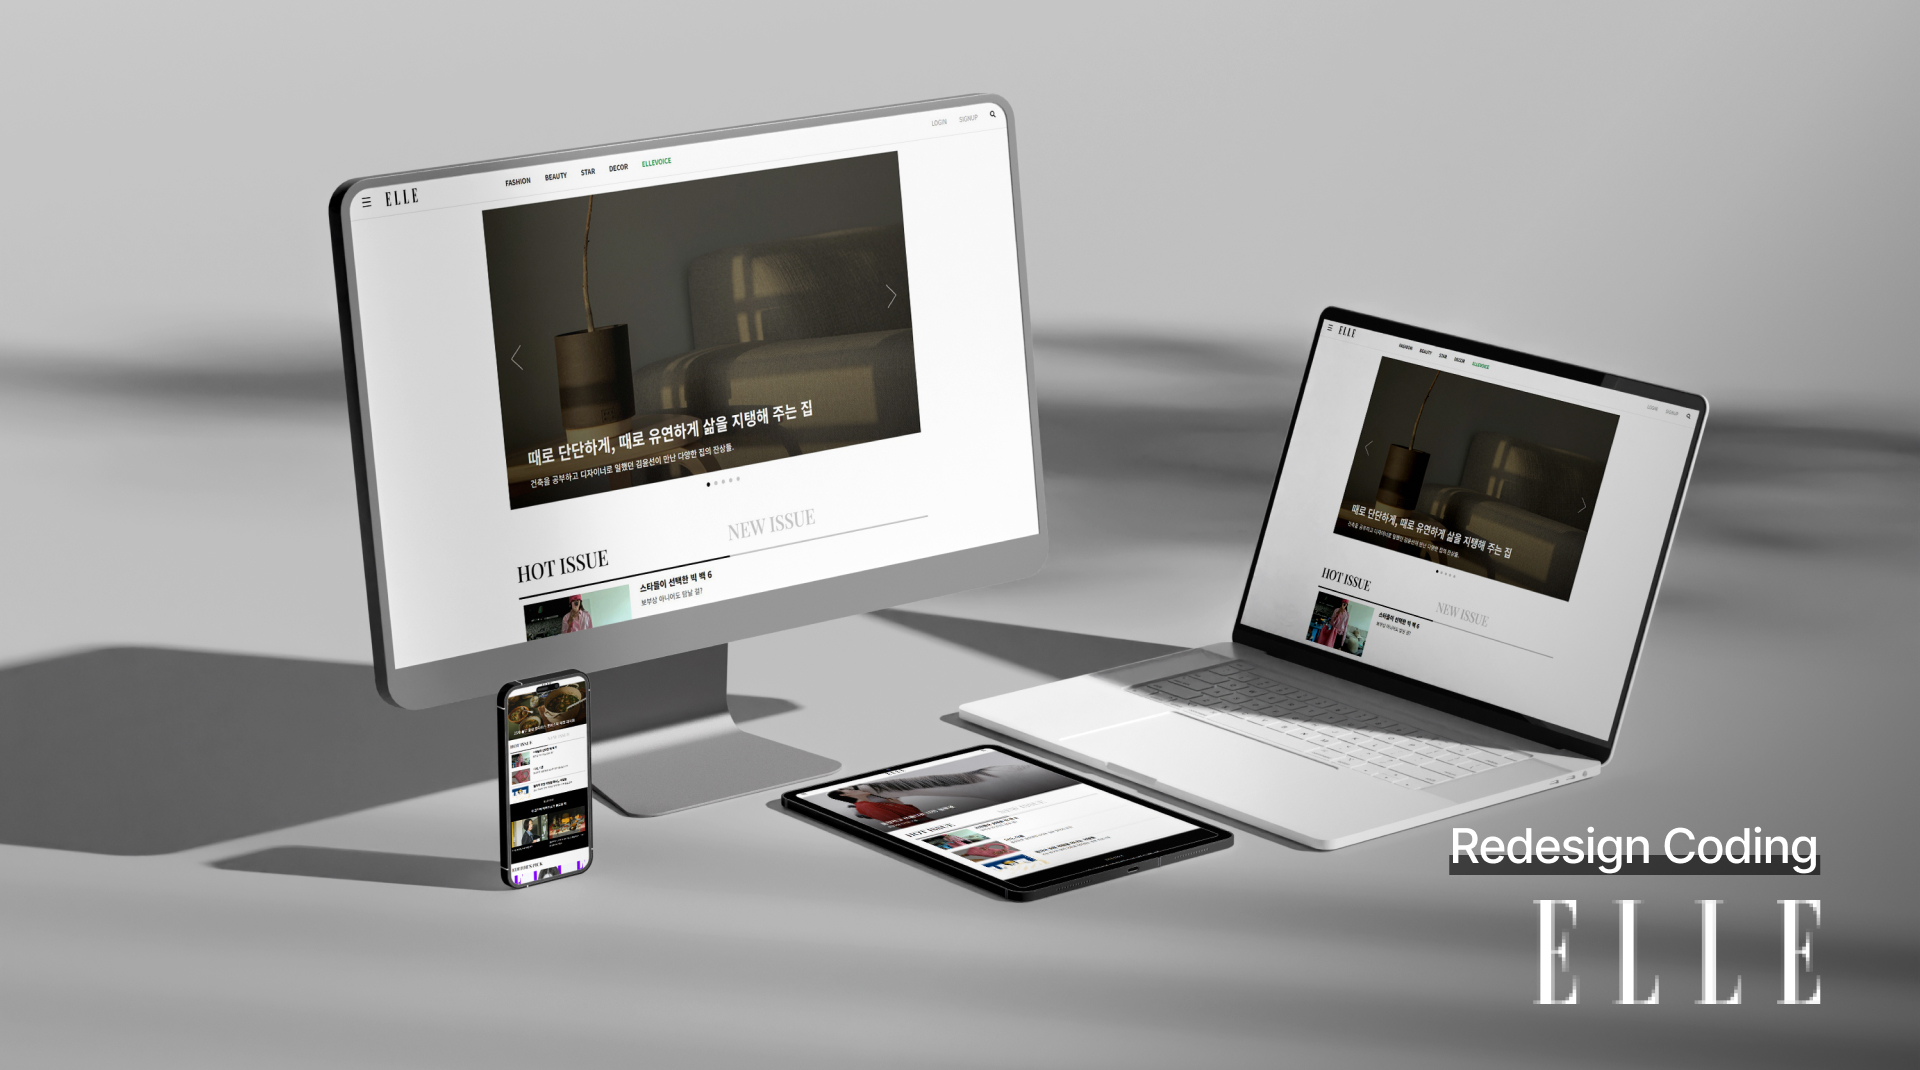 ELLE
FASHION BEAUTY STAR DECOR ELLEVOICE
LOGIN SIGNUP
때로 단단하게, 때로 유연하게 삶을 지탱해 주는 집
건축을 공부하고 디자이너로 일했던 김윤선이 만난 다양한 집의 잔상들.
HOT ISSUE
NEW ISSUE
스타들이 선택한 빅 백 6
보부상 아니어도 탐날 걸?
ELLE
FASHION BEAUTY STAR DECOR ELLEVOICE
LOGIN SIGNUP
때로 단단하게, 때로 유연하게 삶을 지탱해 주는 집
건축을 공부하고 디자이너로 일했던 김윤선이 만난 다양한 집의 잔상들.
HOT ISSUE
NEW ISSUE
스타들이 선택한 빅 백 6
보부상 아니어도 탐날 걸?
HOT ISSUE
ELLE
HOT ISSUE
NEW ISSUE
Redesign Coding
ELLE